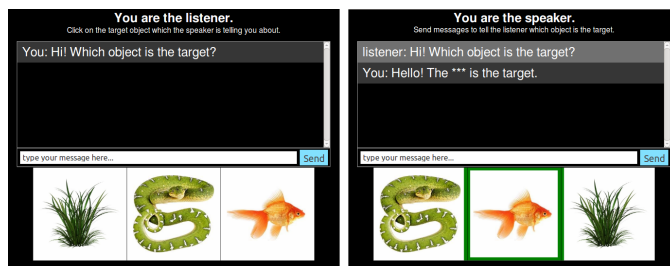 You are the listener.
Click on the target object which the speaker is telling you about.
You: Hi! Which object is the target?
type your message here...
Send
You are the speaker.
Send messages to tell the listener which object is the target.
listener: Hi! Which object is the target?
You: Hello! The *** is the target.
type your message here...
Send